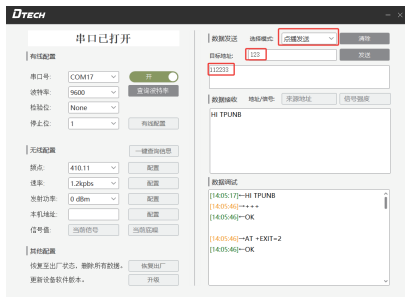 DTECH
串口已打开
有线配置
串口号: COM17 开
波特率: 9600 查询波特率
校验位: None
停止位: 1 有线配置
无线配置 一键查询信息
频点: 410.11 配置
速率: 1.2kpbs 配置
发射功率: 0 dBm 配置
本机地址: 配置
信号值: 当前信号 当前底噪
其他配置
恢复至出厂状态，删除所有数据。 恢复出厂
更新设备软件版本。 升级
数据发送 选择模式: 点播发送 清除
目标地址: 123 发送
112233
数据接收 地址/信号: 来源地址 信号强度
HI TPUNB
数据调试
[14:05:17]←HI TPUNB
[14:05:46]→+++
[14:05:46]←OK
[14:05:46]→AT +EXIT=2
[14:05:46]←OK